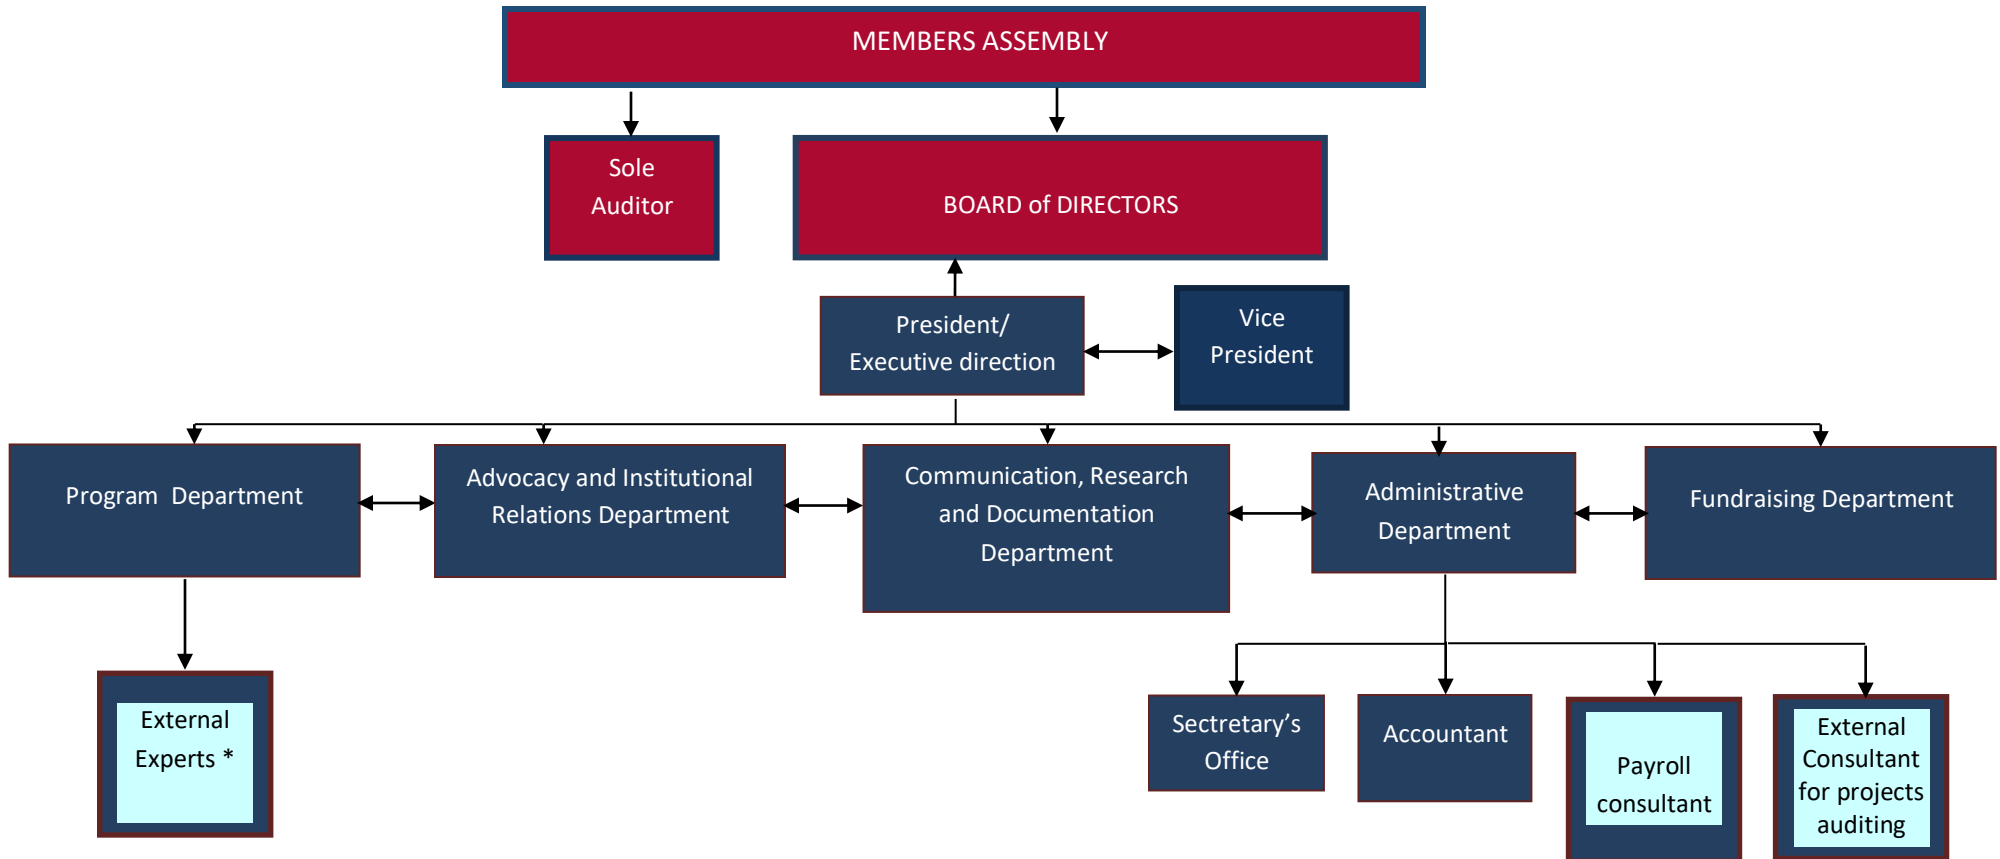 MEMBERS ASSEMBLY
Sole
Auditor
BOARD of DIRECTORS
President/
Executive direction
Vice
President
Program  Department
Advocacy and Institutional
Relations Department
Communication, Research
and Documentation
Department
Administrative
Department
Fundraising Department
External
Experts *
Sectretary’s
Office
Accountant
Payroll
consultant
External
Consultant
for projects
auditing